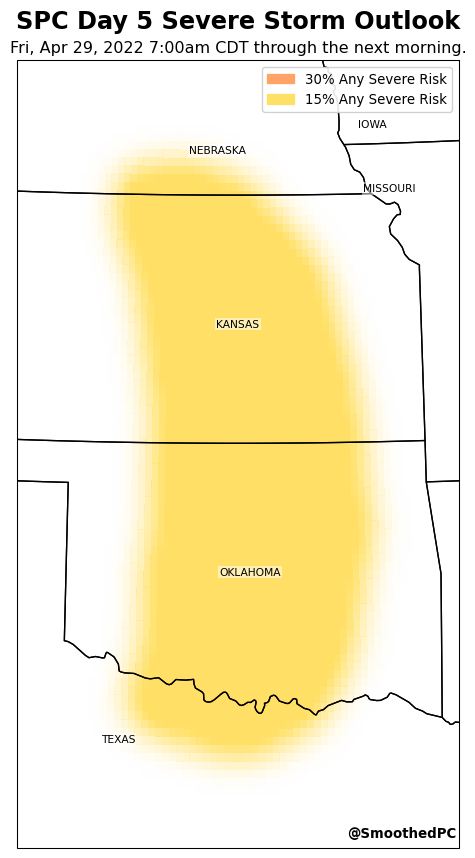 SPC Day 5 Severe Storm Outlook
Fri, Apr 29, 2022 7:00am CDT through the next morning.
30% Any Severe Risk
15% Any Severe Risk
IOWA
NEBRASKA
MISSOURI
KANSAS
OKLAHOMA
TEXAS
@SmoothedPC